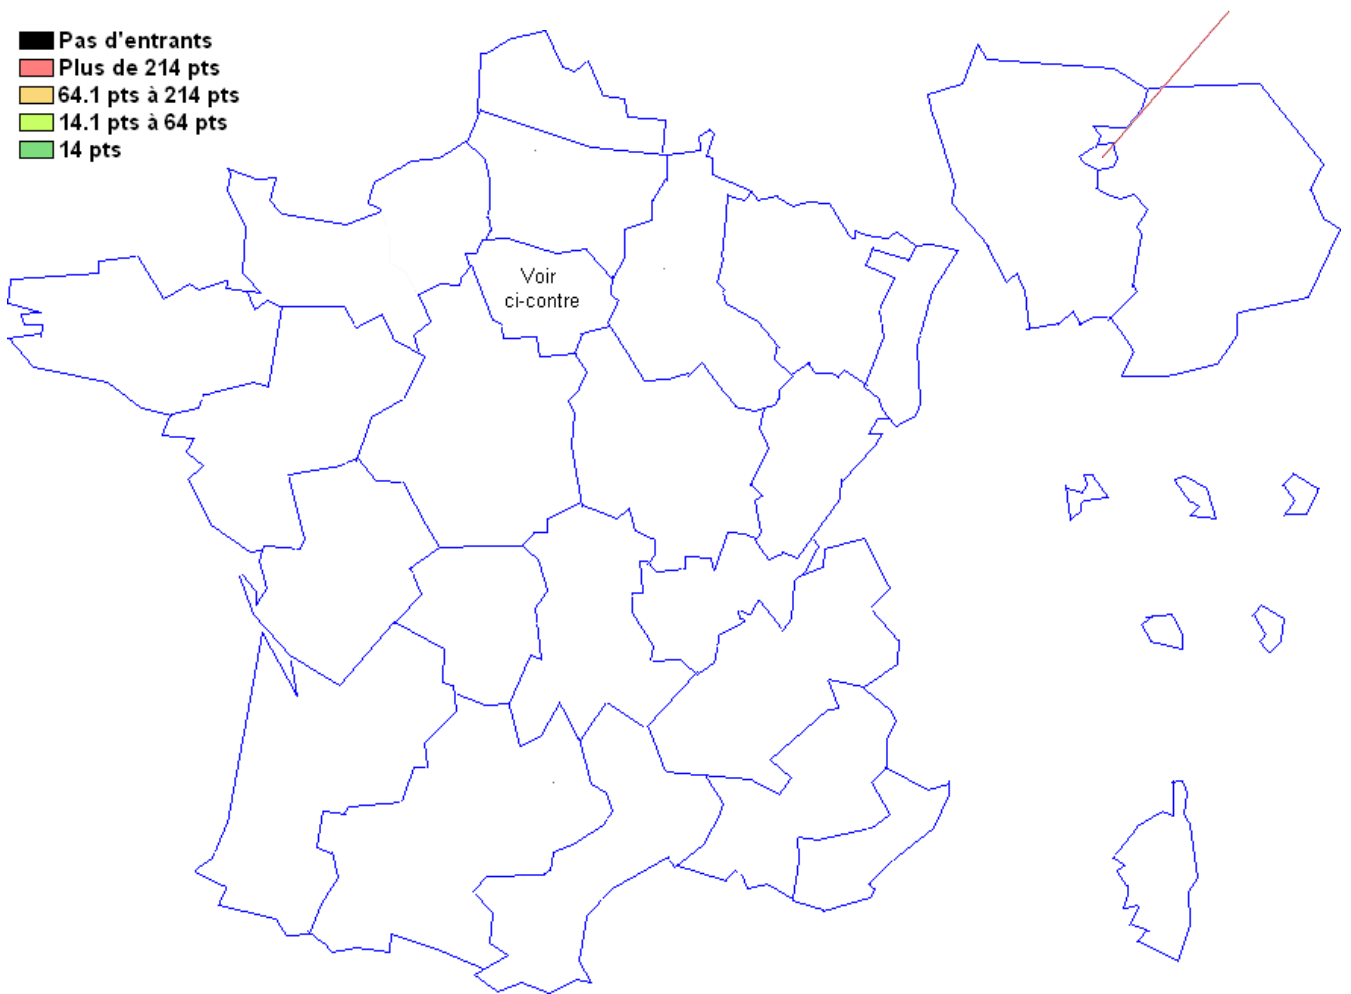 Pas d'entrants
Plus de 214 pts
64.1 pts à 214 pts
14.1 pts à 64 pts
14 pts
Voir
ci-contre